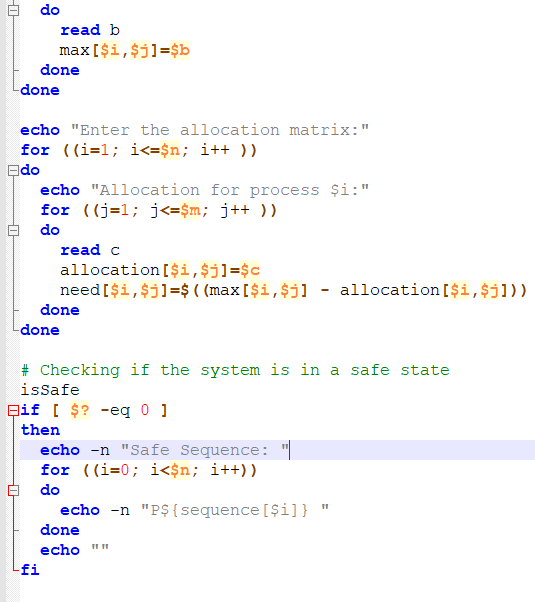 do
read b
max[$i,$j]=$b
done
done
echo "Enter the allocation matrix:"
for ((i=1; i<=$n; i++ ))
do
echo "Allocation for process $i:"
for ((j=1; j<=$m; j++ ))
do
read c
allocation[$i,$j]=$c
need[$i,$j]=$((max[$i,$j] - allocation[$i,$j]))
done
done
# Checking if the system is in a safe state
isSafe
if [ $? -eq 0 ]
then
echo -n "Safe Sequence: "
for ((i=0; i<$n; i++))
do
echo -n "P${sequence[$i]} "
done
echo ""
fi